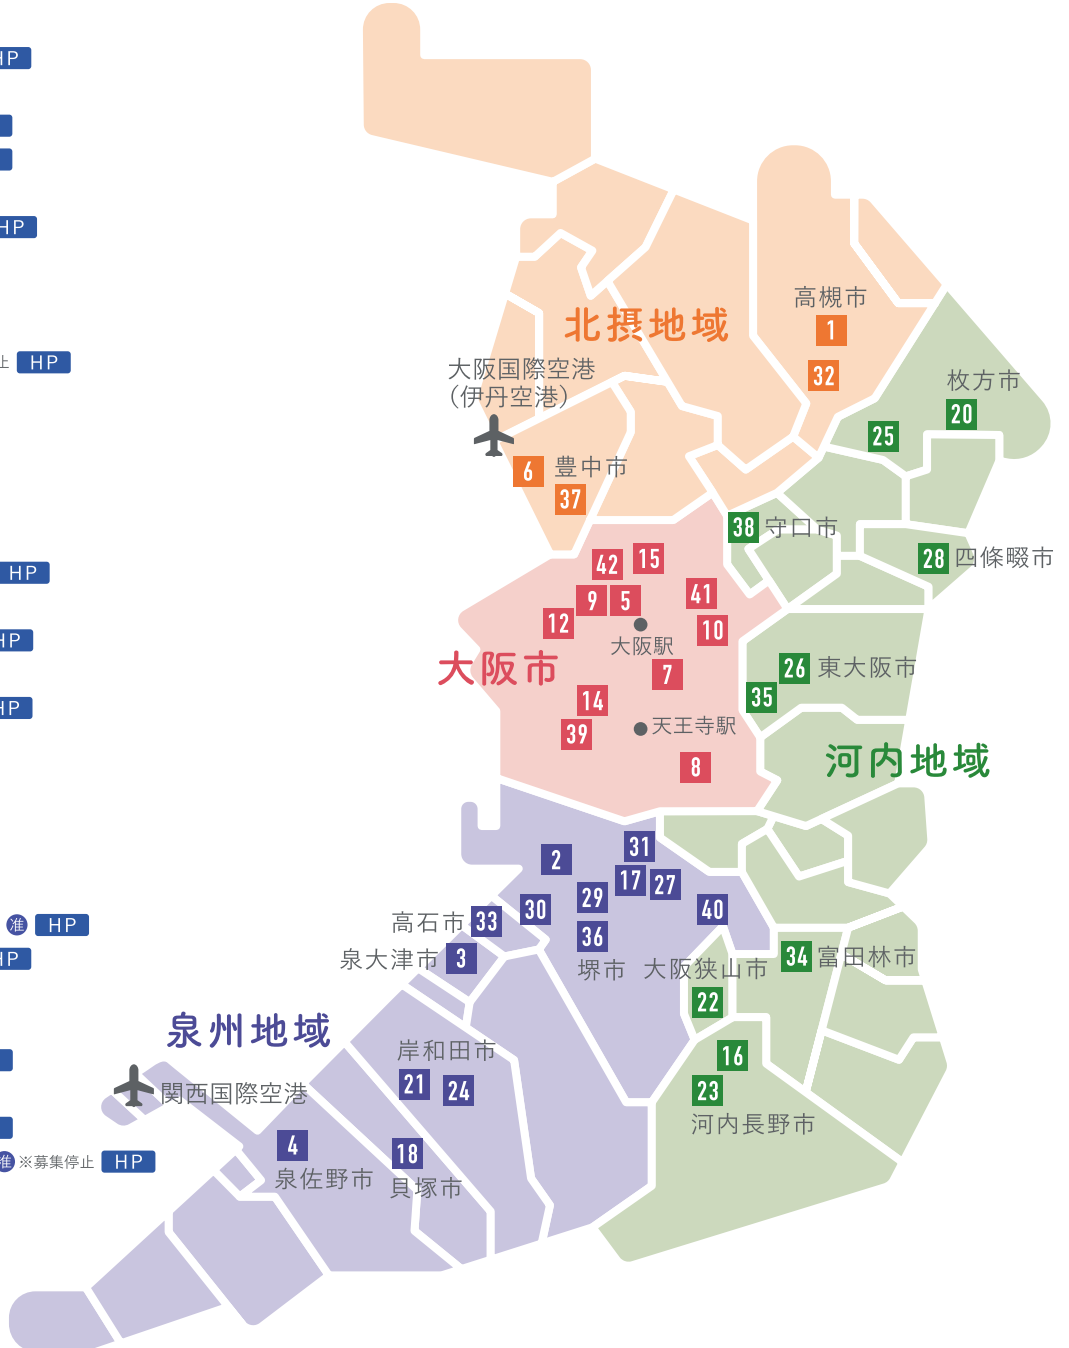 HP
HP
止 HP
HP
HP
HP
准 HP
HP
准 ※募集停止 HP
北摂地域
高槻市
1
32
大阪国際空港
（伊丹空港）
6
豊中市
37
枚方市
20
25
38 守口市
28 四條畷市
42
15
9
5
41
12
10
大阪駅
大阪市
7
14
39
天王寺駅
8
26 東大阪市
35
河内地域
31
2
17
27
29
30
40
高石市 33
36
泉大津市 3
堺市
大阪狭山市
34 富田林市
22
泉州地域
岸和田市
21
24
16
23
河内長野市
関西国際空港
4
18
泉佐野市
貝塚市